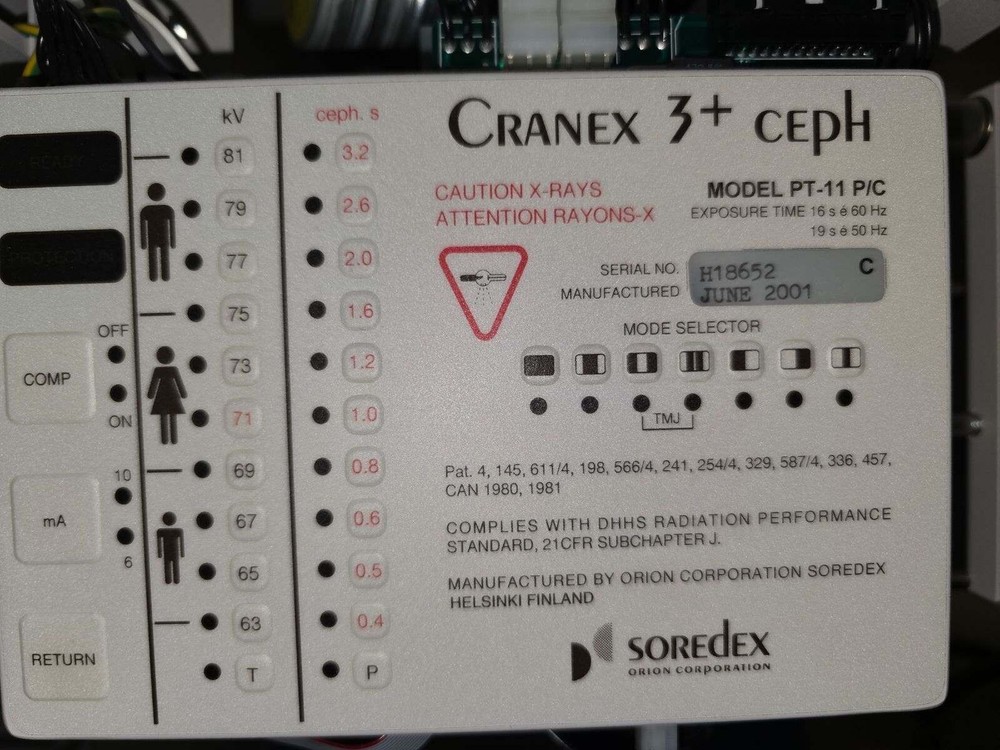 CRANEX 3+ CEPH
CAUTION X-RAYS
ATTENTION RAYONS-X
MODEL PT-11 P/C
EXPOSURE TIME 16 s é 60 Hz
19 s é 50 Hz
SERIAL NO.
MANUFACTURED
H18652 C
JUNE 2001
MODE SELECTOR
TMJ
Pat. 4, 145, 611/4, 198, 566/4, 241, 254/4, 329, 587/4, 336, 457,
CAN 1980, 1981
COMPLIES WITH DHHS RADIATION PERFORMANCE
STANDARD, 21CFR SUBCHAPTER J.
MANUFACTURED BY ORION CORPORATION SOREDEX
HELSINKI FINLAND
SOREDEX
ORION CORPORATION
READY
OFF
COMP
ON
10
mA
6
RETURN
kV
81
79
77
75
73
71
69
67
65
63
T
ceph. s
3.2
2.6
2.0
1.6
1.2
1.0
0.8
0.6
0.5
0.4
P